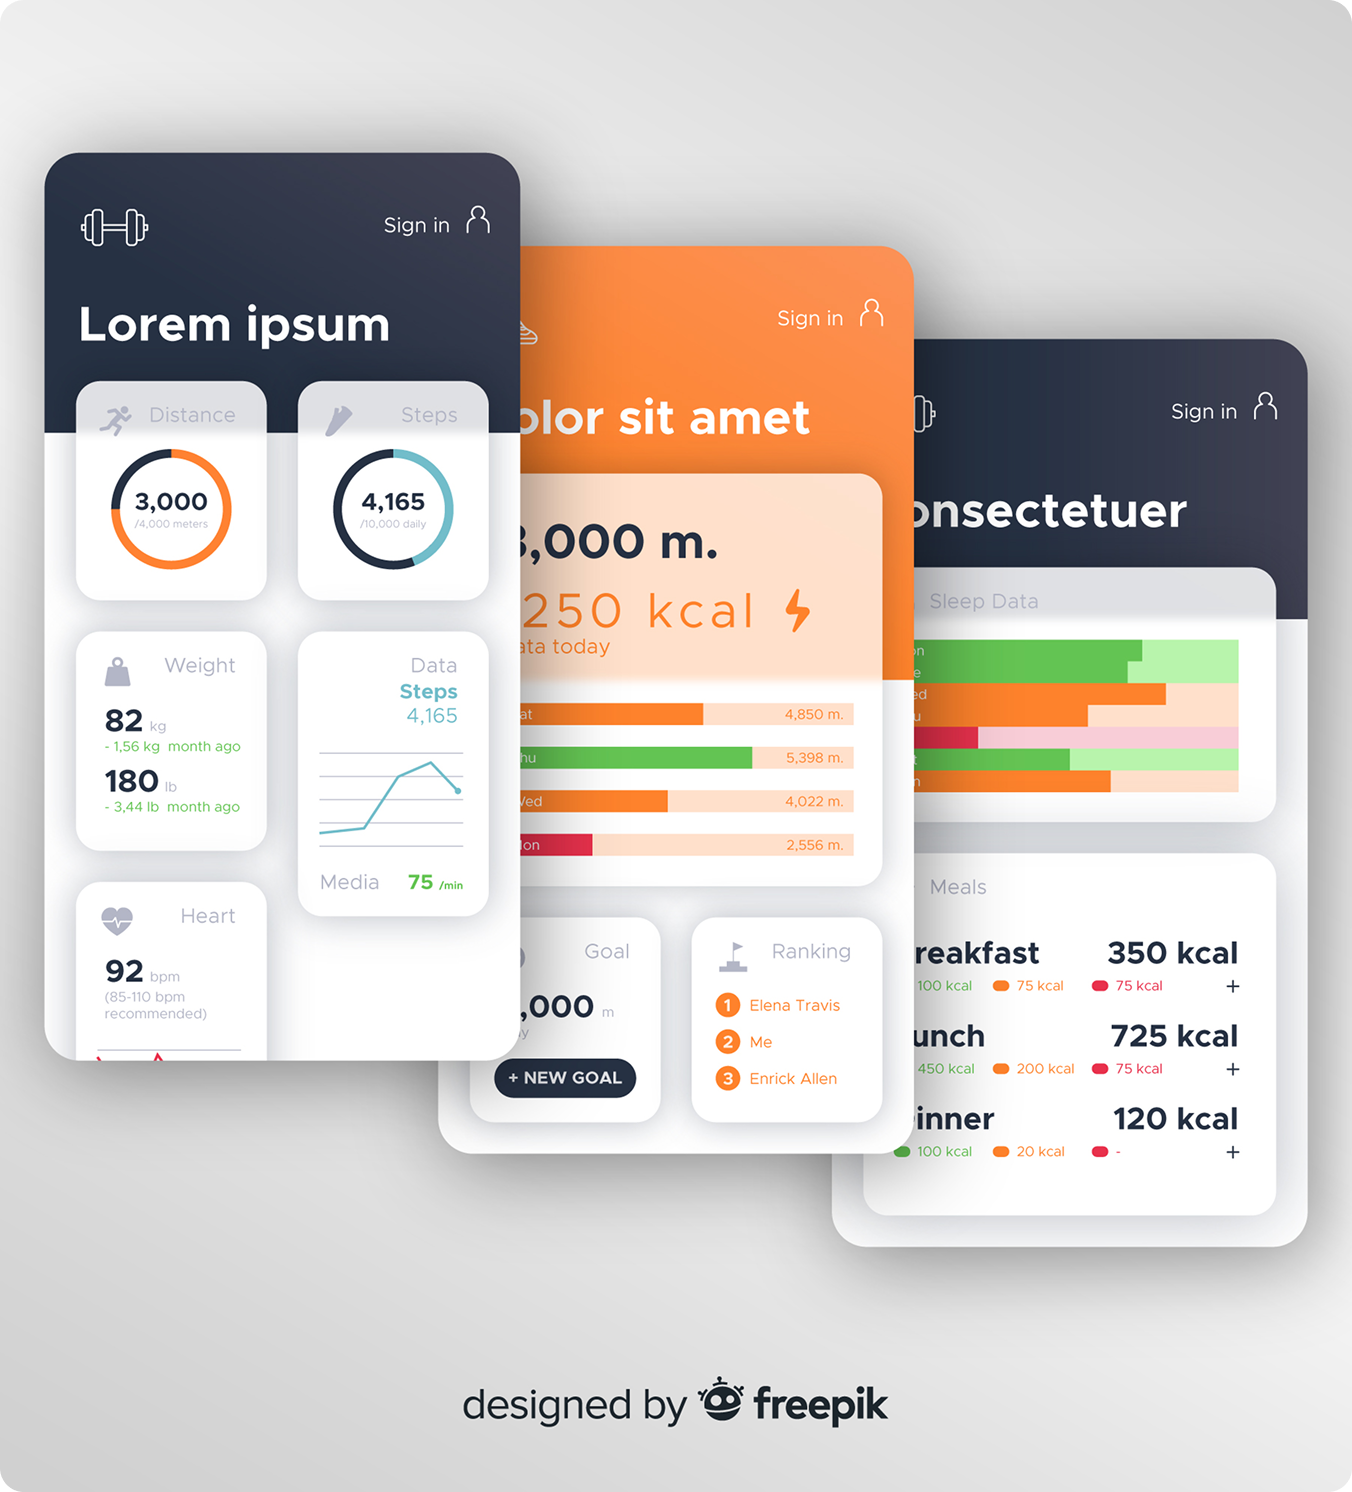 Sign in
Lorem ipsum
Distance
3,000
/4,000 meters
Steps
4,165
/10,000 daily
Weight
82 kg
- 1,56 kg month ago
180 lb
- 3,44 lb month ago
Data
Steps
4,165
Media 75 /min
Heart
92 bpm
(85-110 bpm
recommended)
Sign in
olor sit amet
3,000 m.
250 kcal
ata today
at 4,850 m.
hu 5,398 m.
Wed 4,022 m.
on 2,556 m.
Goal
,000 m
y
+ NEW GOAL
Ranking
1 Elena Travis
2 Me
3 Enrick Allen
Sign in
onsectetuer
Sleep Data
on
e
ed
u
t
n
Meals
reakfast 350 kcal
100 kcal 75 kcal 75 kcal +
unch 725 kcal
450 kcal 200 kcal 75 kcal +
inner 120 kcal
100 kcal 20 kcal - +
designed by freepik